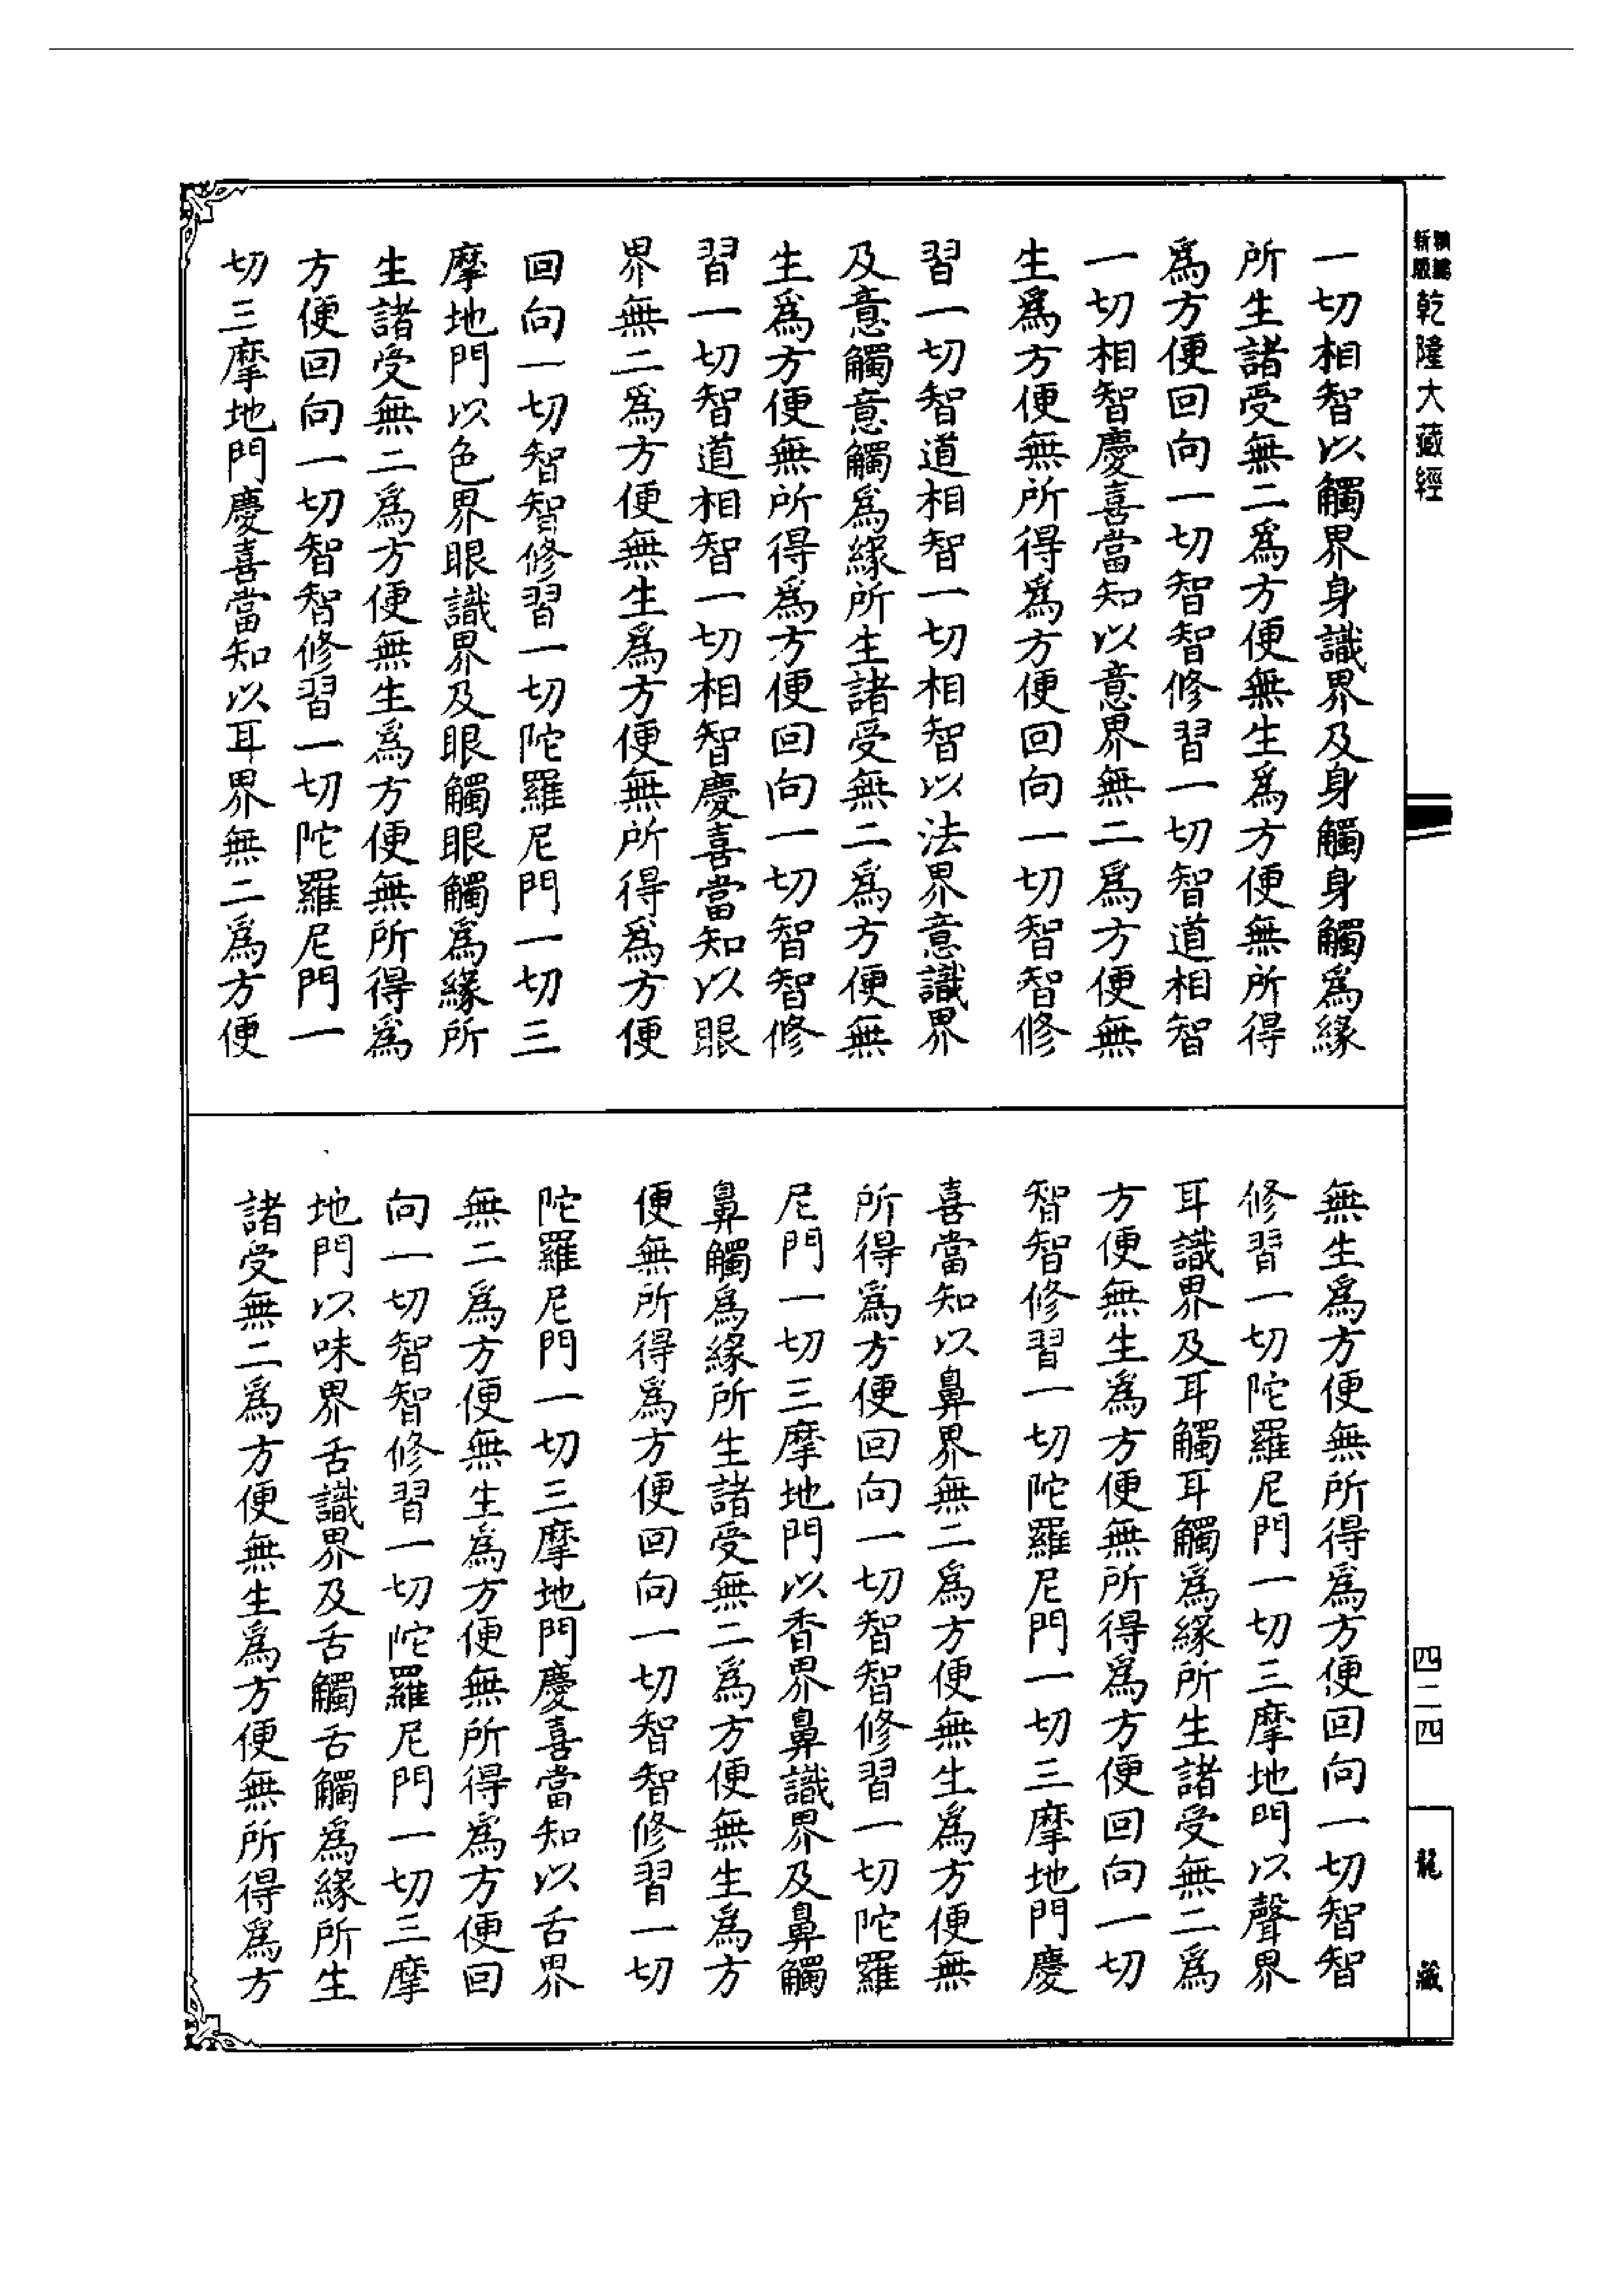 新版
乾隆大藏經
一切相智以觸界身識界及身觸身觸爲緣
所生諸受無二爲方便無生爲方便無所得
爲方便回向一切智智修習一切智道相智
一切相智慶喜當知以意界無二爲方便無
生爲方便無所得爲方便回向一切智智修
習一切智道相智一切相智以法界意識界
及意觸意觸爲緣所生諸受無二爲方便無
生爲方便無所得爲方便回向一切智智修
習一切智道相智一切相智慶喜當知以眼
界無二爲方便無生爲方便無所得爲方便
回向一切智智修習一切陀羅尼門一切三
摩地門以色界眼識界及眼觸眼觸爲緣所
生諸受無二爲方便無生爲方便無所得爲
方便回向一切智智修習一切陀羅尼門一
切三摩地門慶喜當知以耳界無二爲方便
無生爲方便無所得爲方便回向一切智智
修習一切陀羅尼門一切三摩地門以聲界
耳識界及耳觸耳觸爲緣所生諸受無二爲
方便無生爲方便無所得爲方便回向一切
智智修習一切陀羅尼門一切三摩地門慶
喜當知以鼻界無二爲方便無生爲方便無
所得爲方便回向一切智智修習一切陀羅
尼門一切三摩地門以香界鼻識界及鼻觸
鼻觸爲緣所生諸受無二爲方便無生爲方
便無所得爲方便回向一切智智修習一切
陀羅尼門一切三摩地門慶喜當知以舌界
無二爲方便無生爲方便無所得爲方便回
向一切智智修習一切陀羅尼門一切三摩
地門以味界舌識界及舌觸舌觸爲緣所生
諸受無二爲方便無生爲方便無所得爲方
四二四
龍藏